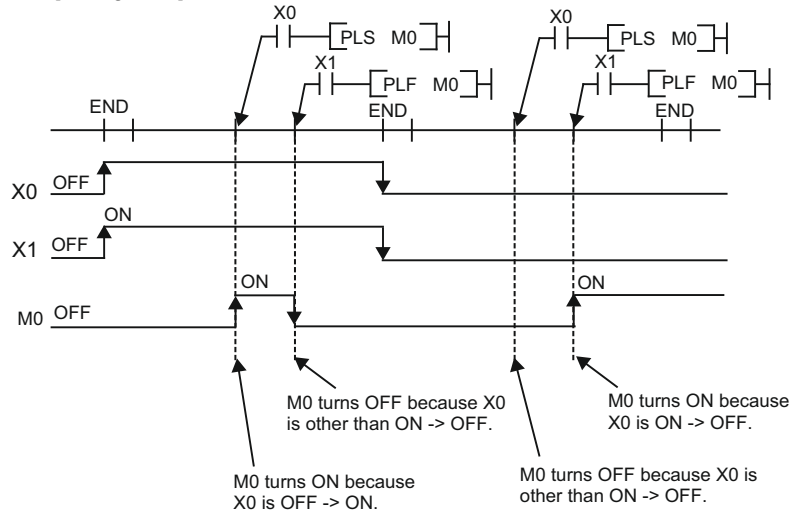 X0
PLS M0
X1
PLF M0
X0
PLS M0
X1
PLF M0
END
END
END
X0 OFF
ON
X1 OFF
ON
ON
M0 OFF
M0 turns OFF because X0
is other than ON -> OFF.
M0 turns ON because
X0 is ON -> OFF.
M0 turns ON because
X0 is OFF -> ON.
M0 turns OFF because X0 is
other than ON -> OFF.